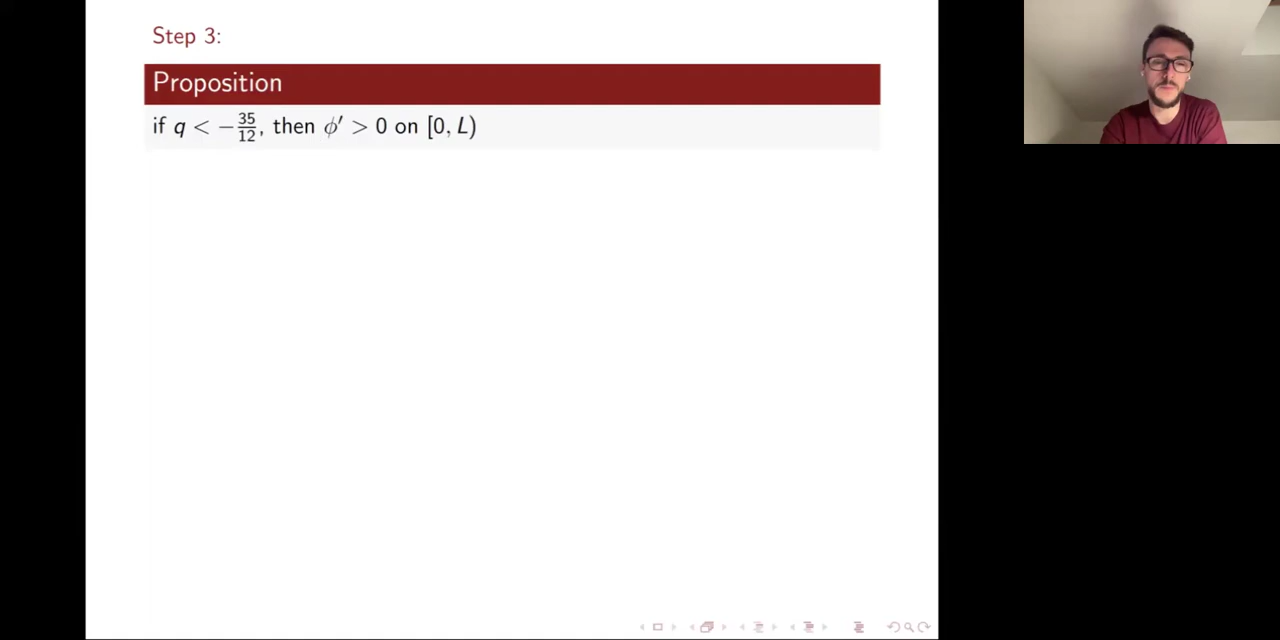 Step 3:
Proposition
if q < −35/12, then ϕ′ > 0 on [0, L)